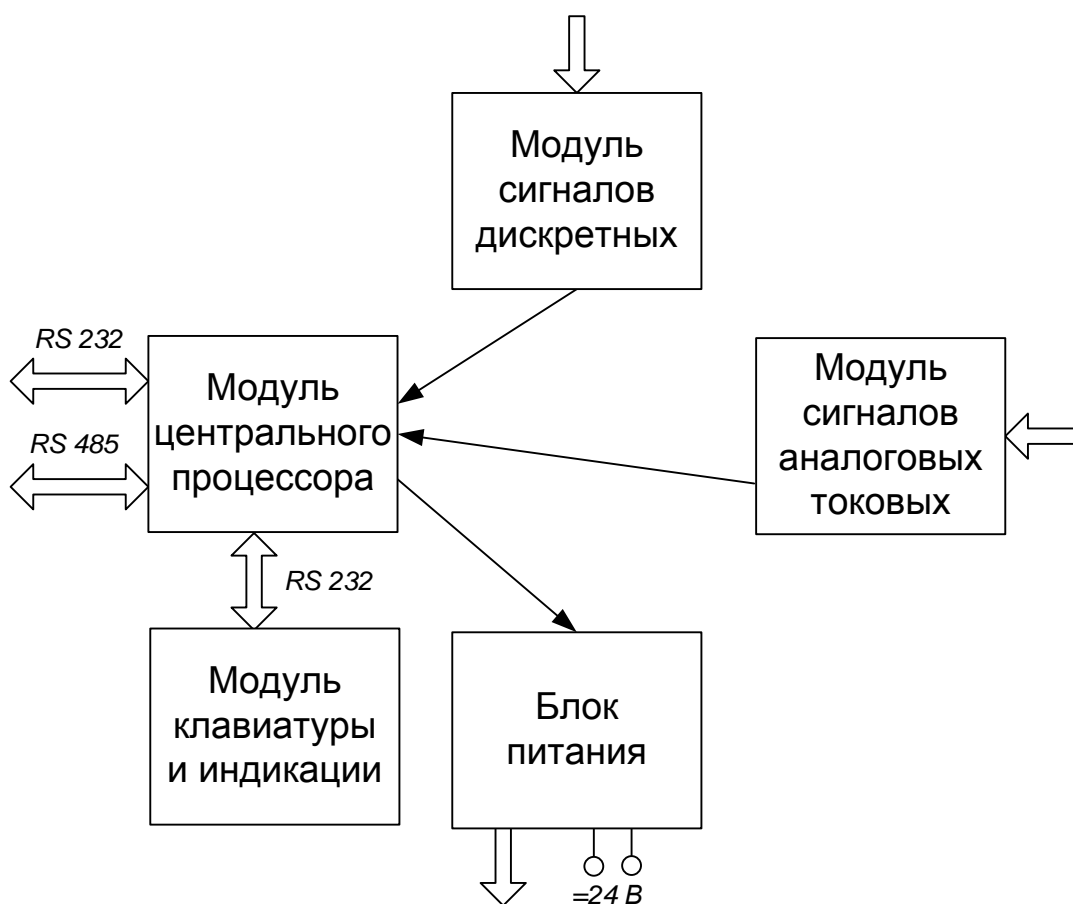 Модуль
сигналов
дискретных
RS 232
RS 485
Модуль
центрального
процессора
Модуль
сигналов
аналоговых
токовых
RS 232
Модуль
клавиатуры
и индикации
Блок
питания
=24 В